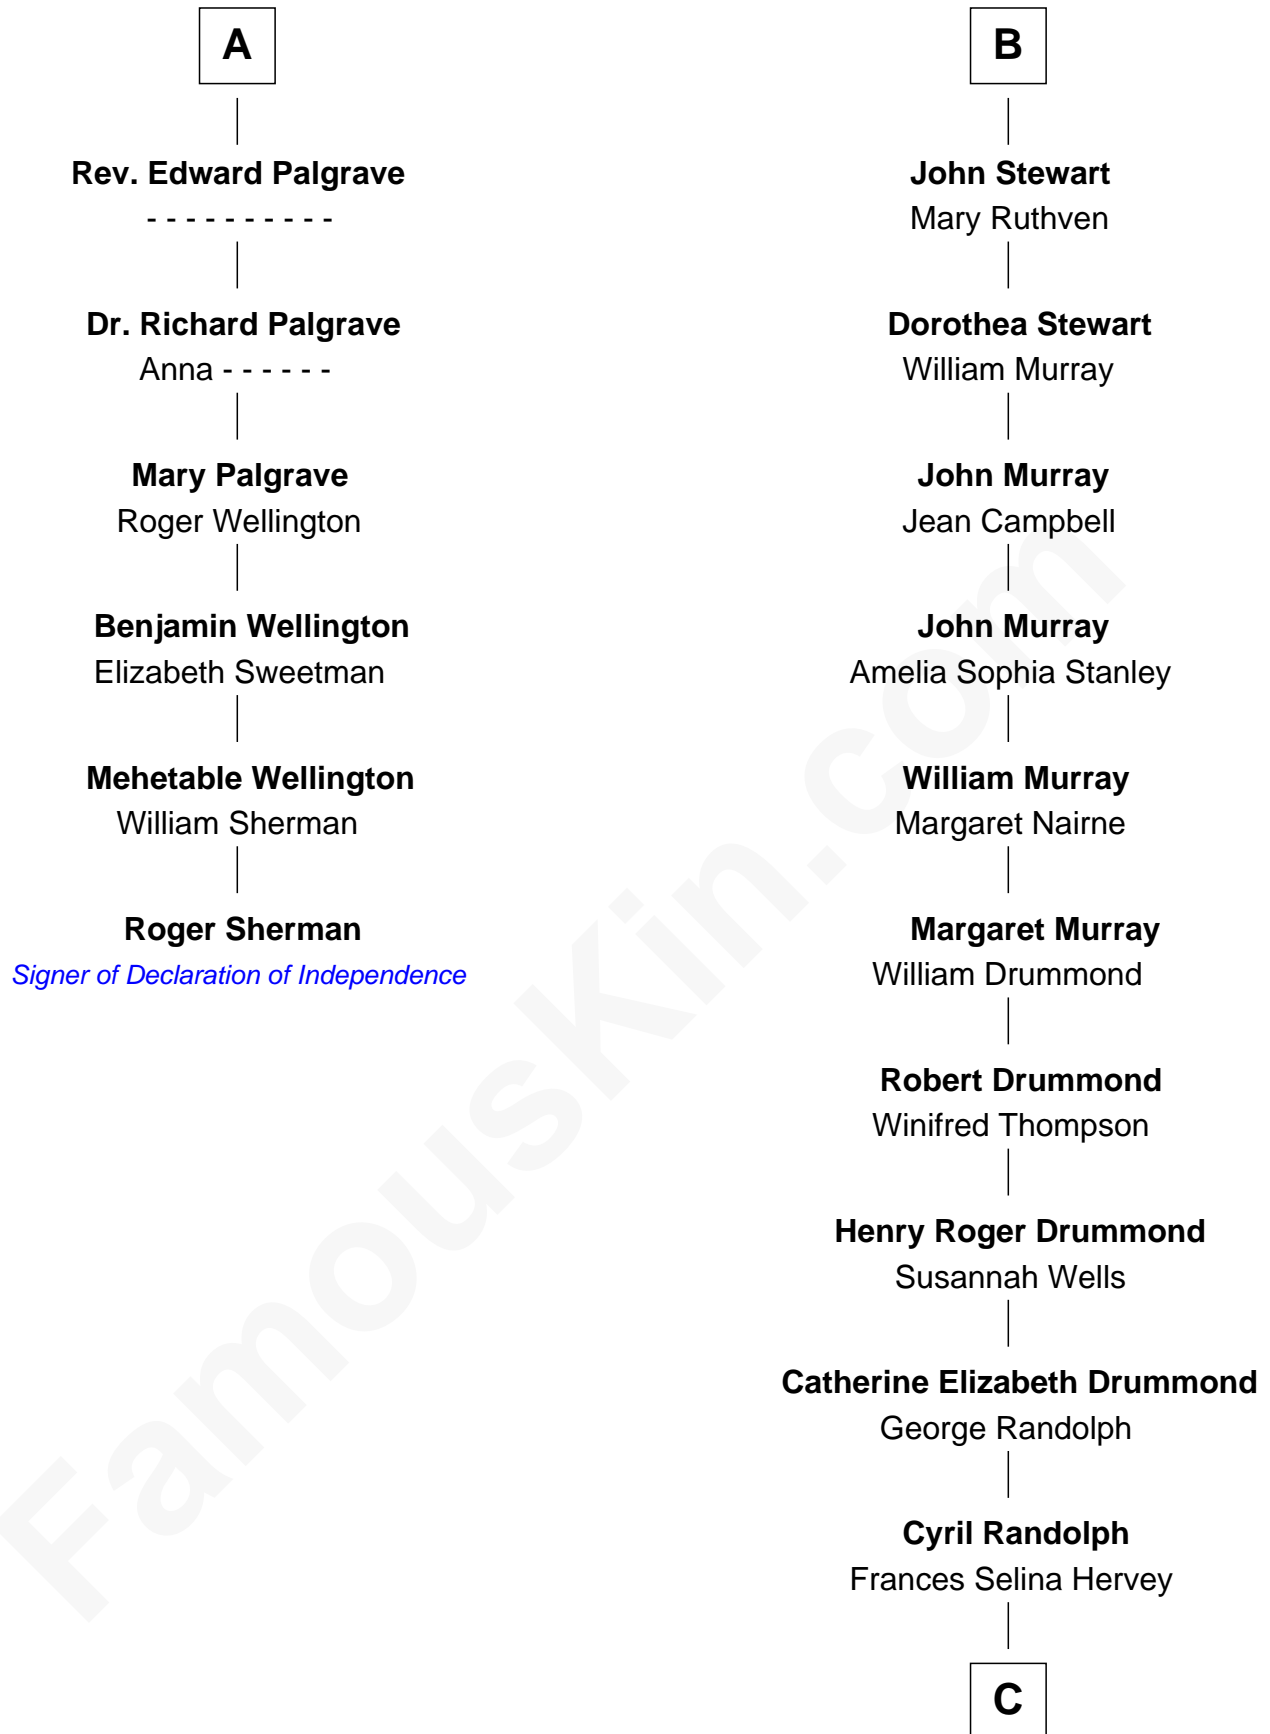 A
Rev. Edward Palgrave
- - - - - - - - - -
Dr. Richard Palgrave
Anna - - - - - -
Mary Palgrave
Roger Wellington
Benjamin Wellington
Elizabeth Sweetman
Mehetable Wellington
William Sherman
Roger Sherman
Signer of Declaration of Independence
B
John Stewart
Mary Ruthven
Dorothea Stewart
William Murray
John Murray
Jean Campbell
John Murray
Amelia Sophia Stanley
William Murray
Margaret Nairne
Margaret Murray
William Drummond
Robert Drummond
Winifred Thompson
Henry Roger Drummond
Susannah Wells
Catherine Elizabeth Drummond
George Randolph
Cyril Randolph
Frances Selina Hervey
C
FamousKin.com